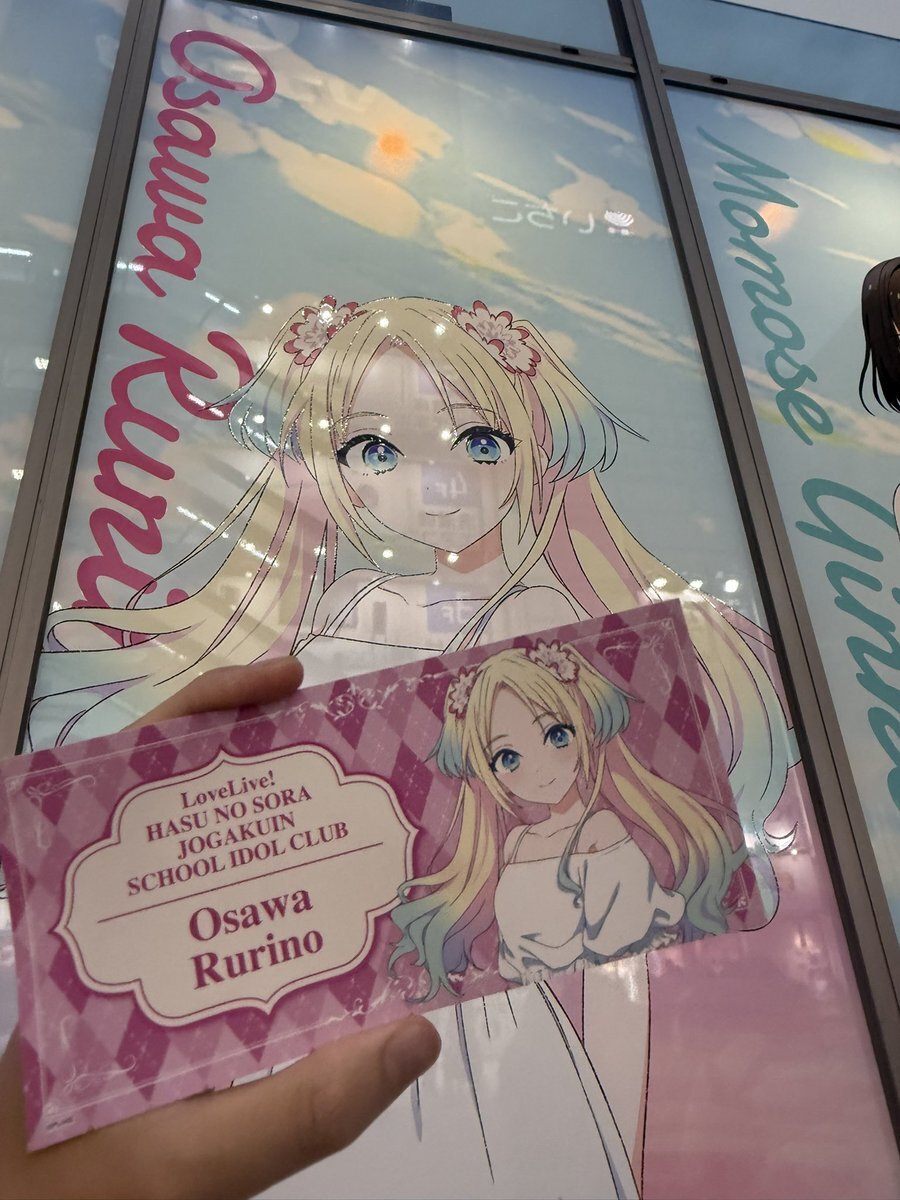 Osawa Rurino
Momose Ginko
LoveLive!
HASU NO SORA
JOGAKUIN
SCHOOL IDOL CLUB
Osawa
Rurino